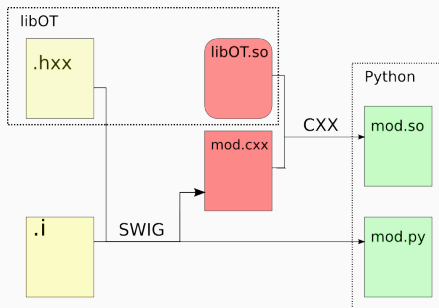 libOT
.hxx
libOT.so
Python
CXX
mod.so
mod.cxx
.i
SWIG
mod.py